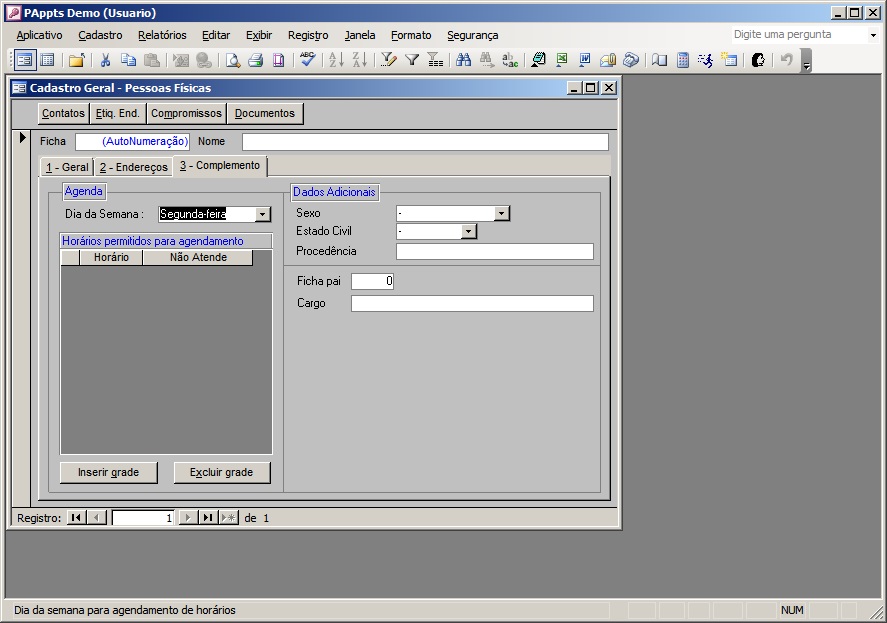 PAppts Demo (Usuario)
Aplicativo Cadastro Relatórios Editar Exibir Registro Janela Formato Segurança Digite uma pergunta
Cadastro Geral - Pessoas Físicas
Contatos Etiq. End. Compromissos Documentos
Ficha (AutoNumeração) Nome
1 - Geral 2 - Endereços 3 - Complemento
Agenda
Dia da Semana : Segunda-feira
Horários permitidos para agendamento
Horário Não Atende
Inserir grade Excluir grade
Dados Adicionais
Sexo -
Estado Civil -
Procedência
Ficha pai 0
Cargo
Registro: 1 de 1
Dia da semana para agendamento de horários NUM